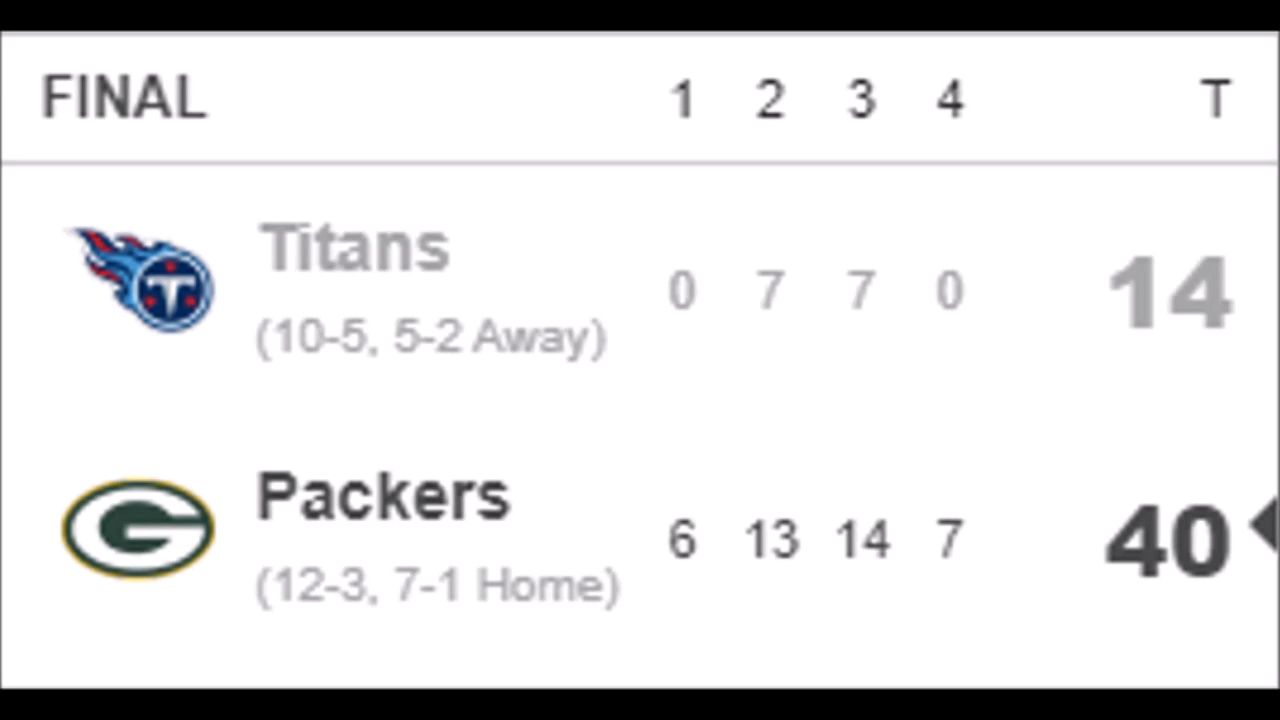 FINAL 1 2 3 4 T
Titans
(10-5, 5-2 Away) 0 7 7 0 14
Packers
(12-3, 7-1 Home) 6 13 14 7 40